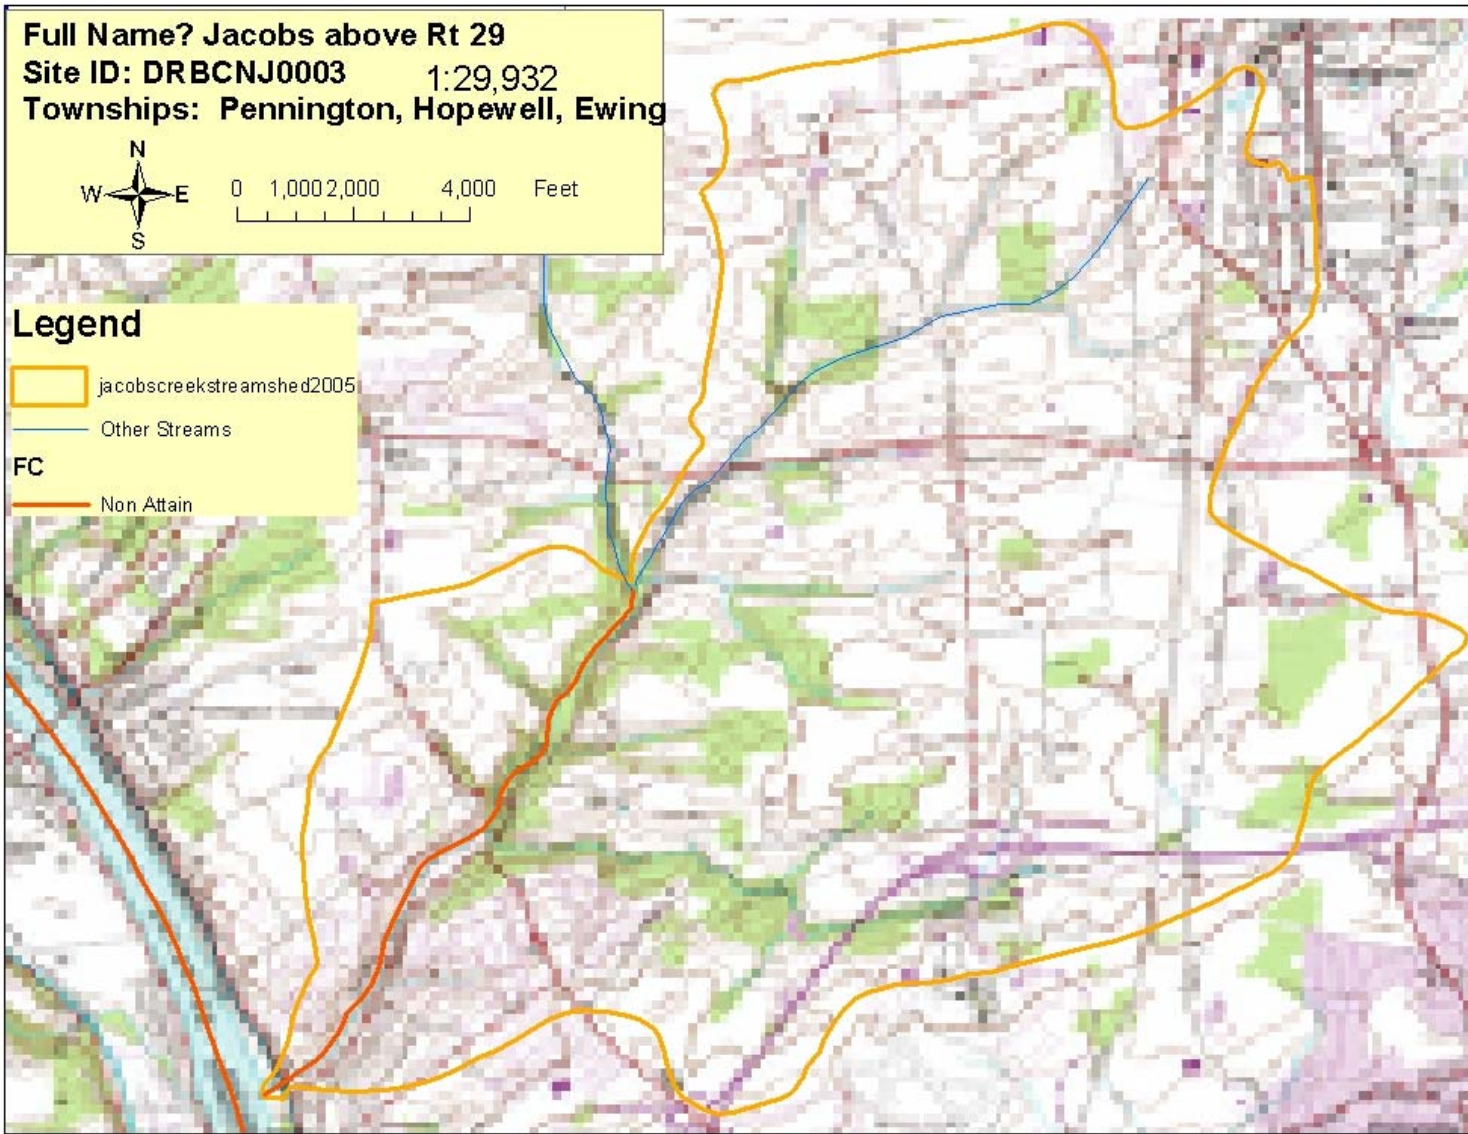 Full Name? Jacobs above Rt 29
Site ID: DRBCNJ0003 1:29,932
Townships: Pennington, Hopewell, Ewing
N
W E
S
0 1,000 2,000 4,000 Feet
Legend
jacobscreekstreamshed2005
Other Streams
FC
Non Attain